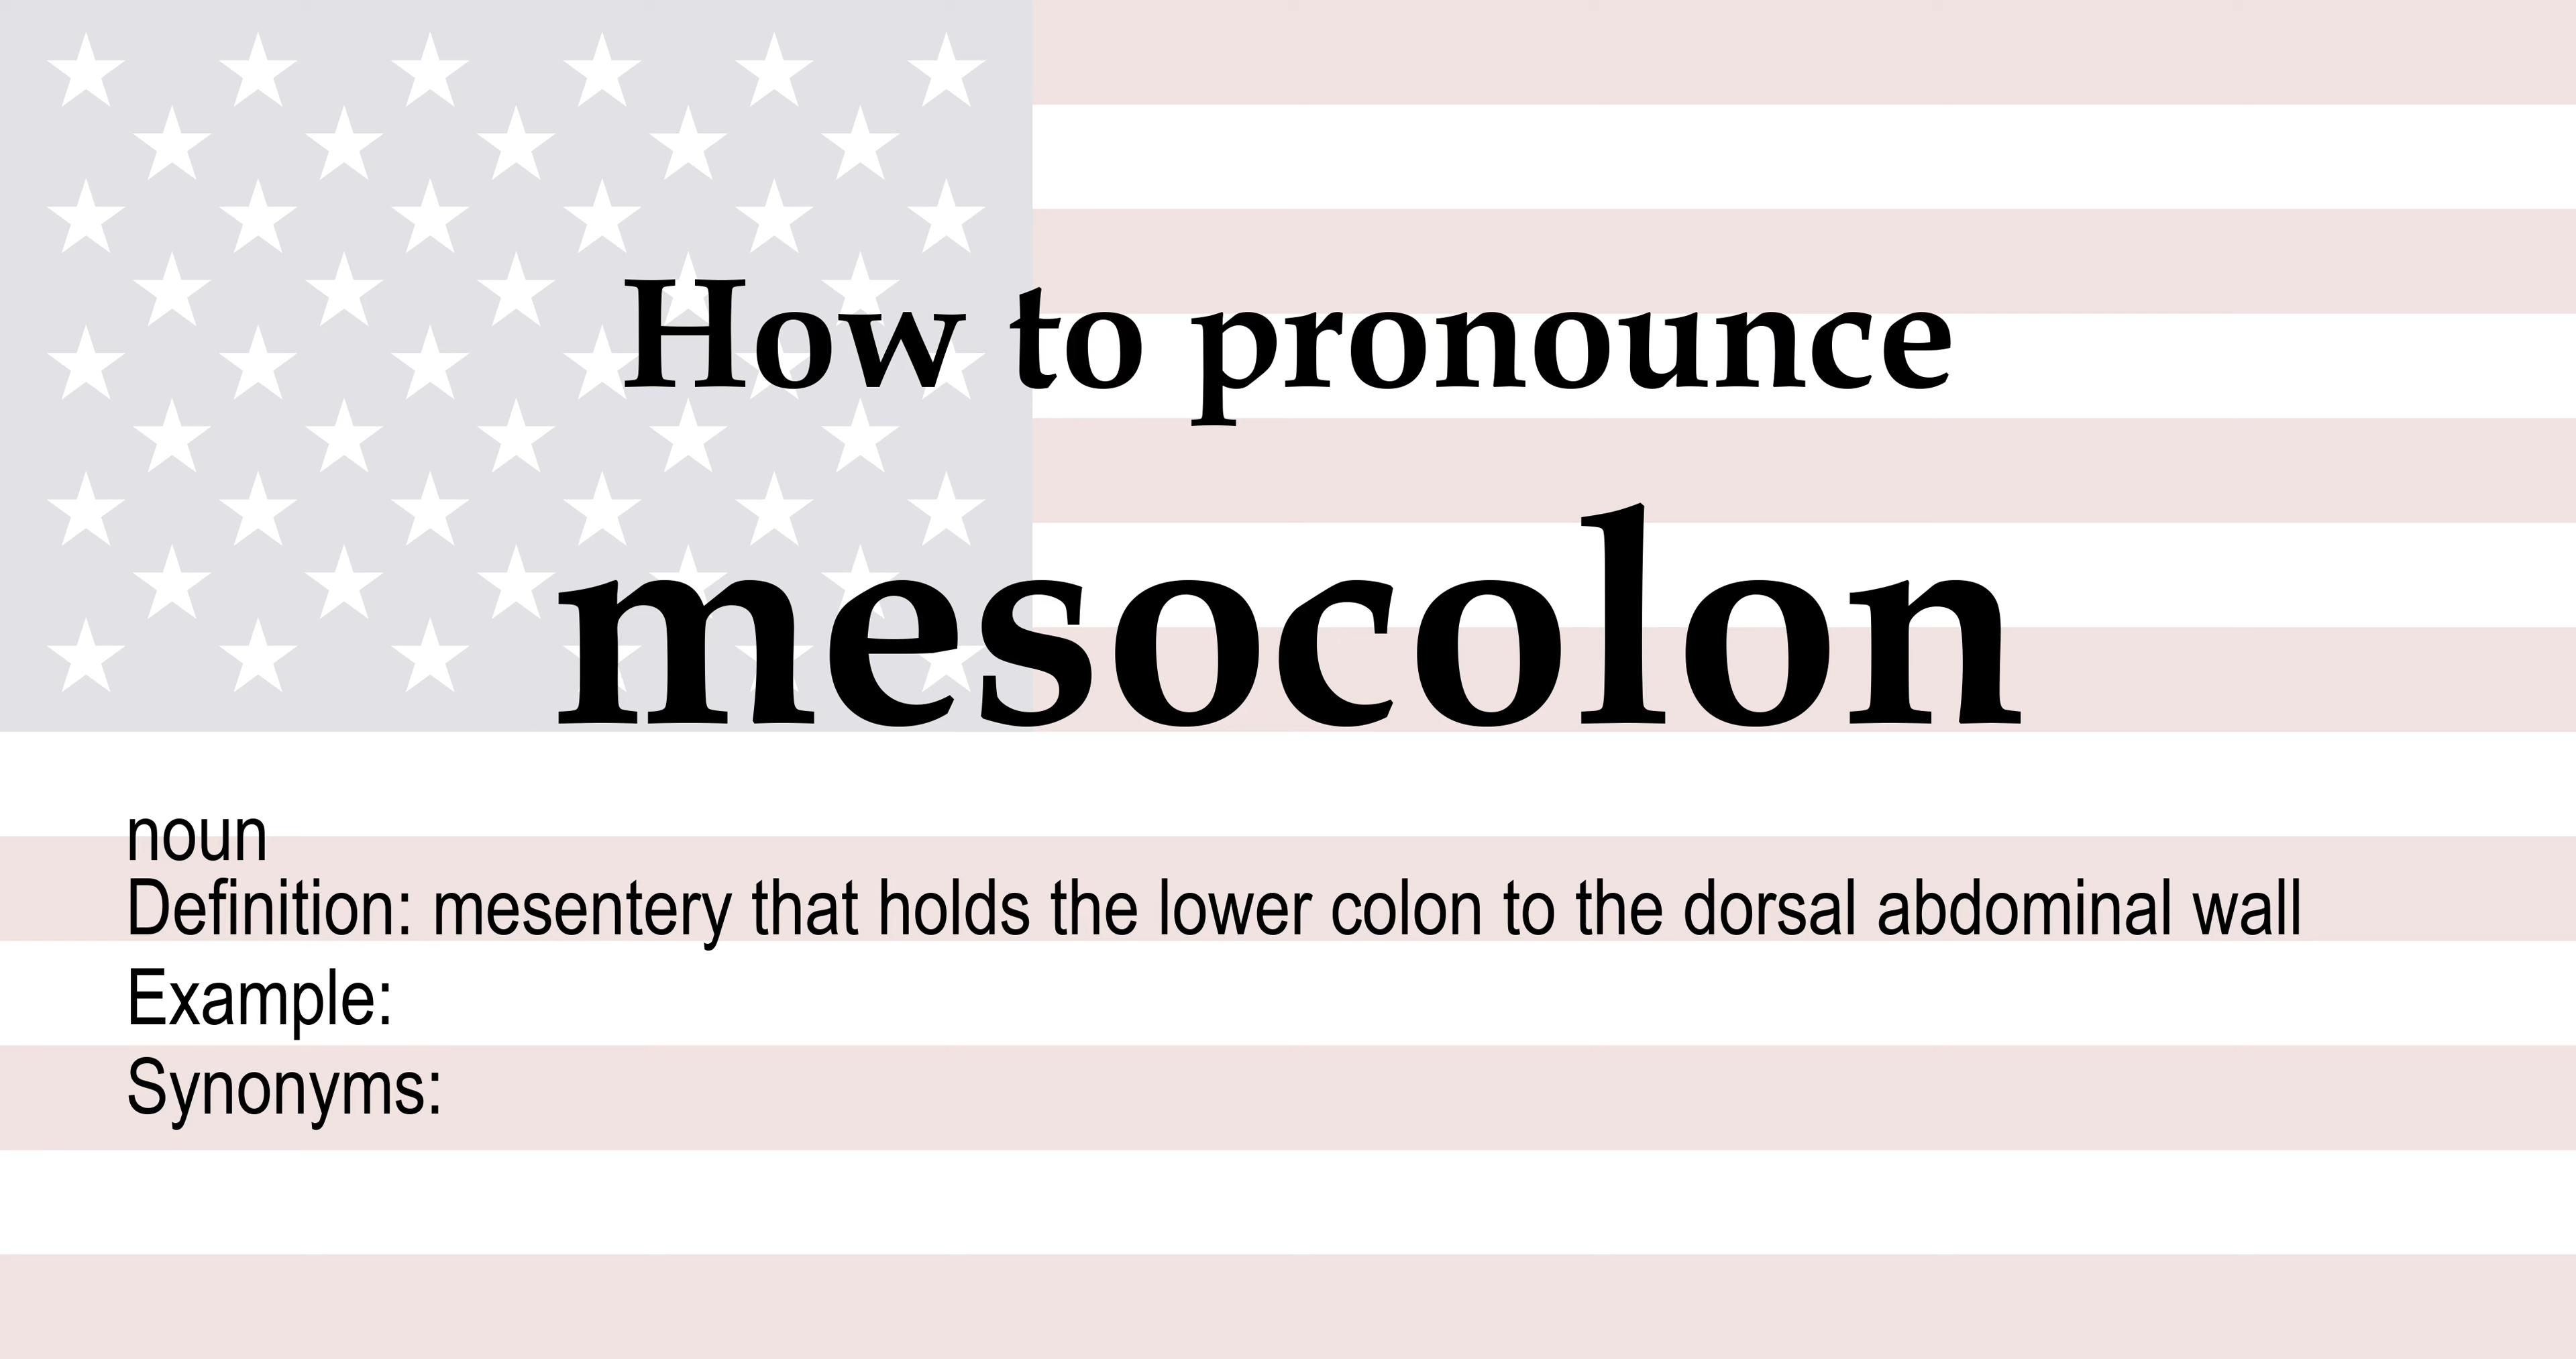 How to pronounce
mesocolon
noun
Definition: mesentery that holds the lower colon to the dorsal abdominal wall
Example:
Synonyms: